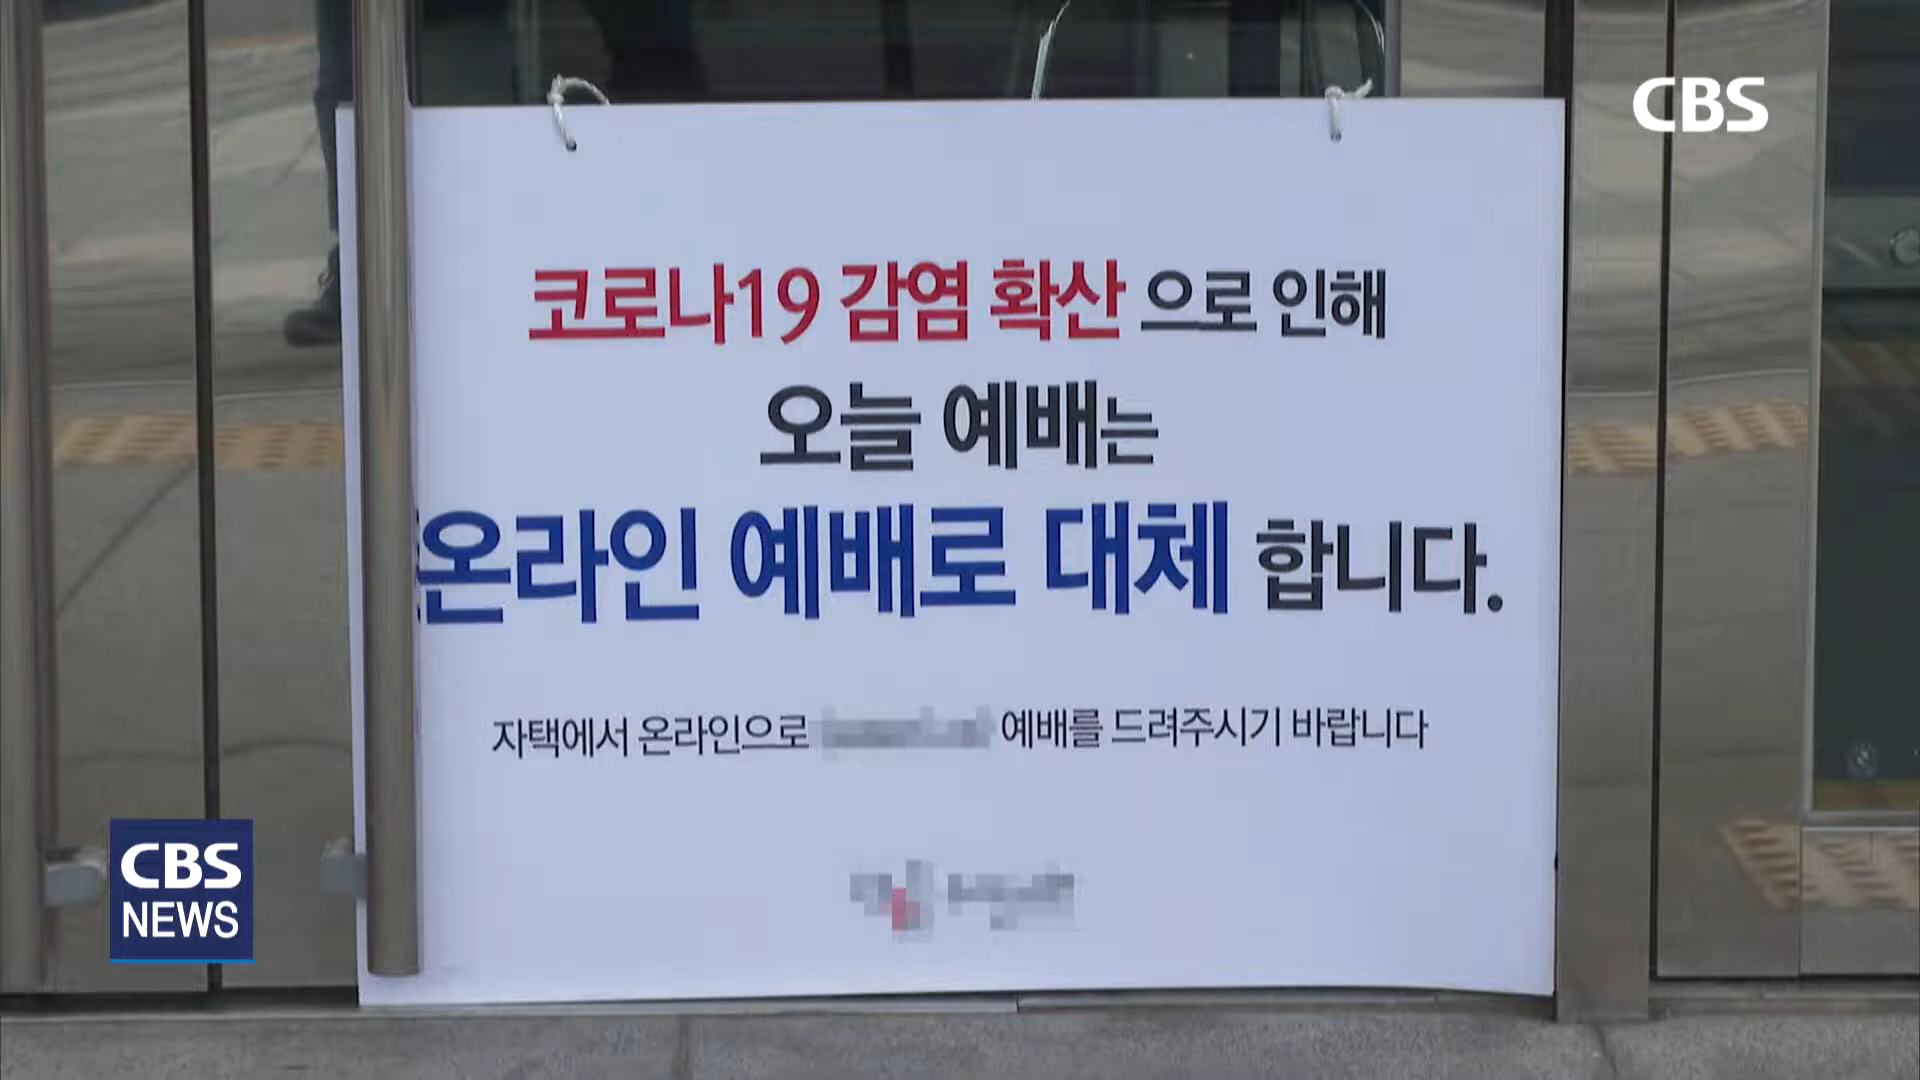 CBS
코로나19 감염 확산 으로 인해
오늘 예배는
온라인 예배로 대체 합니다.
자택에서 온라인으로 예배를 드려주시기 바랍니다
CBS
NEWS